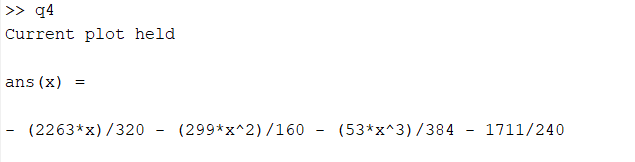 >> q4
Current plot held
ans(x) =
- (2263*x)/320 - (299*x^2)/160 - (53*x^3)/384 - 1711/240